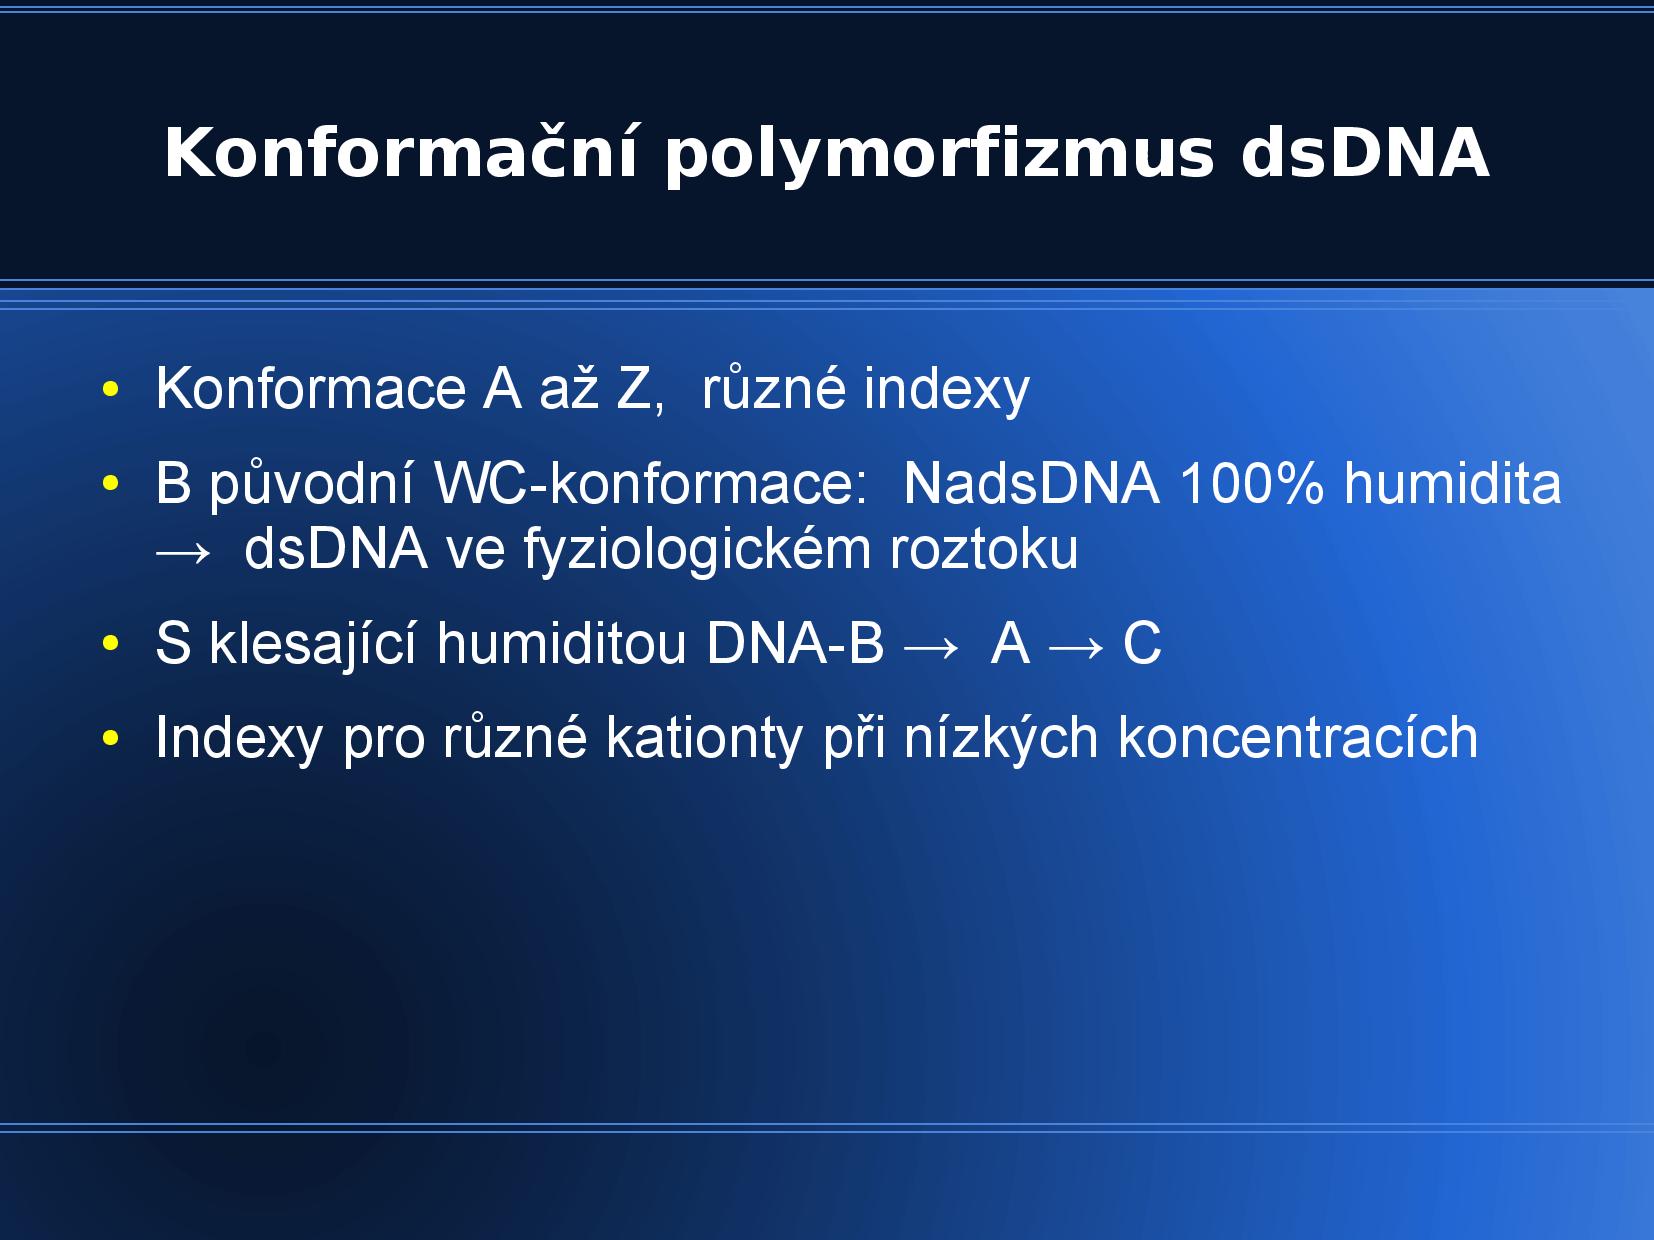 Konformační polymorfizmus dsDNA
• Konformace A až Z,  různé indexy
• B původní WC-konformace:  NadsDNA 100% humidita
→  dsDNA ve fyziologickém roztoku
• S klesající humiditou DNA-B →  A → C
• Indexy pro různé kationty při nízkých koncentracích